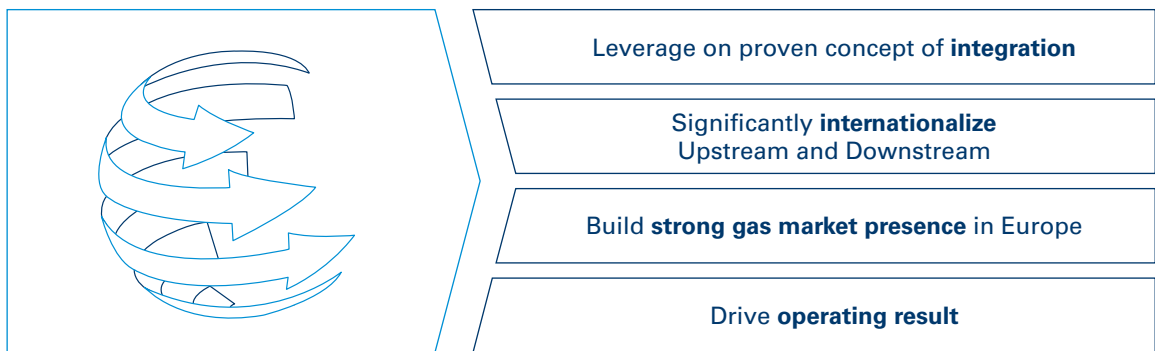 Leverage on proven concept of integration
Significantly internationalize
Upstream and Downstream
Build strong gas market presence in Europe
Drive operating result